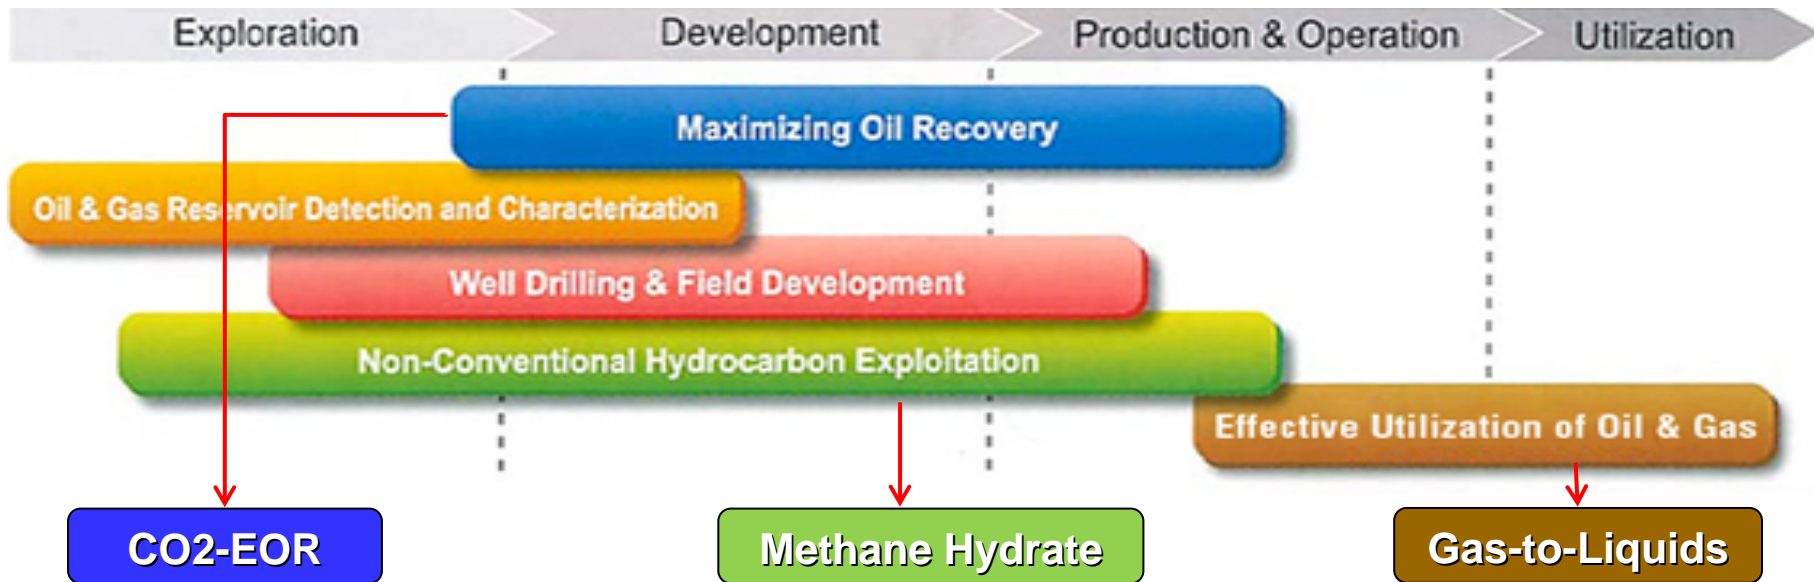 Exploration
Development
Production & Operation
Utilization
Maximizing Oil Recovery
Oil & Gas Reservoir Detection and Characterization
Well Drilling & Field Development
Non-Conventional Hydrocarbon Exploitation
Effective Utilization of Oil & Gas
CO2-EOR
Methane Hydrate
Gas-to-Liquids